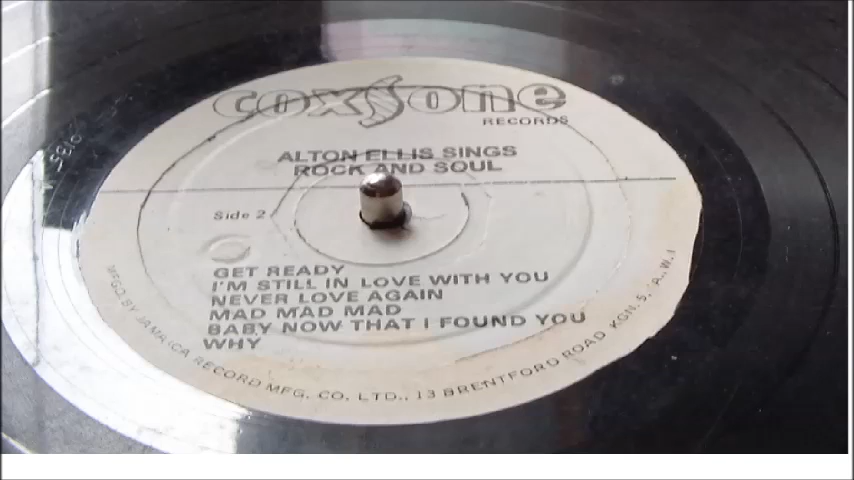 coxsone
RECORDS
ALTON ELLIS SINGS
ROCK AND SOUL
Side 2
GET READY
I'M STILL IN LOVE WITH YOU
NEVER LOVE AGAIN
MAD MAD MAD
BABY NOW THAT I FOUND YOU
WHY
MFGD. BY JAMAICA RECORD MFG. CO. LTD., 13 BRENTFORD ROAD KGN. 5, JA., W.I